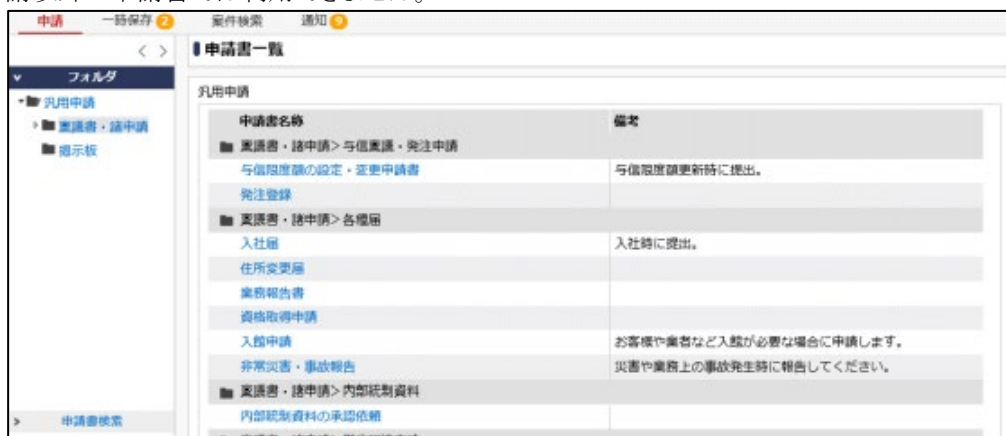 申請 一時保存 2 案件検索 通知 9
申請書一覧
フォルダ
汎用申請
稟議書・諸申請
掲示板
申請書検索
汎用申請
申請書名称 備考
稟議書・諸申請>与信稟議・発注申請
与信限度額の設定・変更申請書 与信限度額更新時に提出。
発注登録
稟議書・諸申請>各種届
入社届 入社時に提出。
住所変更届
業務報告書
資格取得申請
入館申請 お客様や業者など入館が必要な場合に申請します。
非常災害・事故報告 災害や業務上の事故発生時に報告してください。
稟議書・諸申請>内部統制資料
内部統制資料の承認依頼